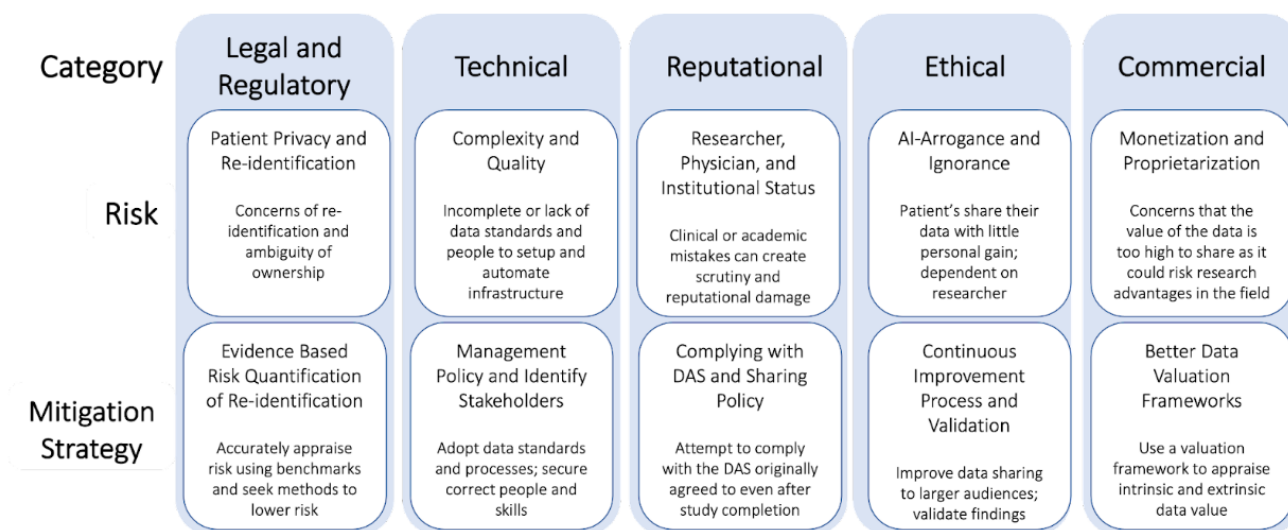 Category
Legal and
Regulatory
Technical
Reputational
Ethical
Commercial
Risk
Patient Privacy and
Re-identification
Concerns of re-
identification and
ambiguity of
ownership
Complexity and
Quality
Incomplete or lack of
data standards and
people to setup and
automate
infrastructure
Researcher,
Physician, and
Institutional Status
Clinical or academic
mistakes can create
scrutiny and
reputational damage
AI-Arrogance and
Ignorance
Patient's share their
data with little
personal gain;
dependent on
researcher
Monetization and
Proprietarization
Concerns that the
value of the data is
too high to share as it
could risk research
advantages in the field
Mitigation
Strategy
Evidence Based
Risk Quantification
of Re-identification
Accurately appraise
risk using benchmarks
and seek methods to
lower risk
Management
Policy and Identify
Stakeholders
Adopt data standards
and processes; secure
correct people and
skills
Complying with
DAS and Sharing
Policy
Attempt to comply
with the DAS originally
agreed to even after
study completion
Continuous
Improvement
Process and
Validation
Improve data sharing
to larger audiences;
validate findings
Better Data
Valuation
Frameworks
Use a valuation
framework to appraise
intrinsic and extrinsic
data value